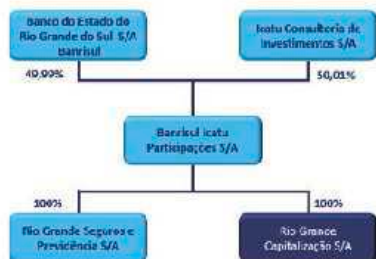 Banco do Estado do
Rio Grande do Sul S/A
Banrisul
Icatu Consultoria de
Investimentos S/A
49,99%
50,01%
Banrisul Icatu
Participações S/A
100%
100%
Rio Grande Seguros e
Previdência S/A
Rio Grande
Capitalização S/A